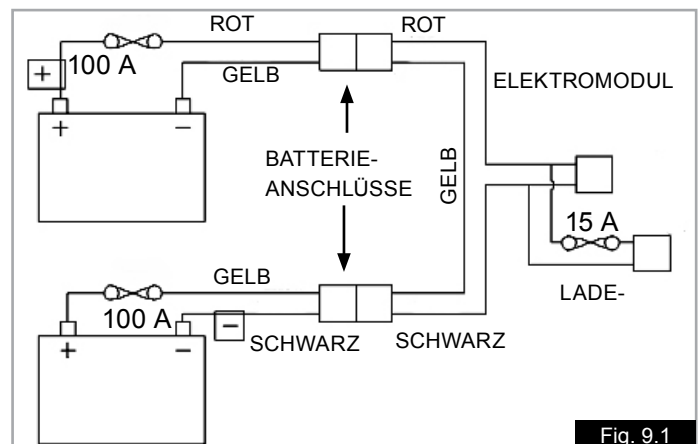 ROT
ROT
+
100 A
GELB
ELEKTROMODUL
+
−
BATTERIE-
ANSCHLÜSSE
GELB
15 A
GELB
LADE-
100 A
−
SCHWARZ
SCHWARZ
+
−
Fig. 9.1